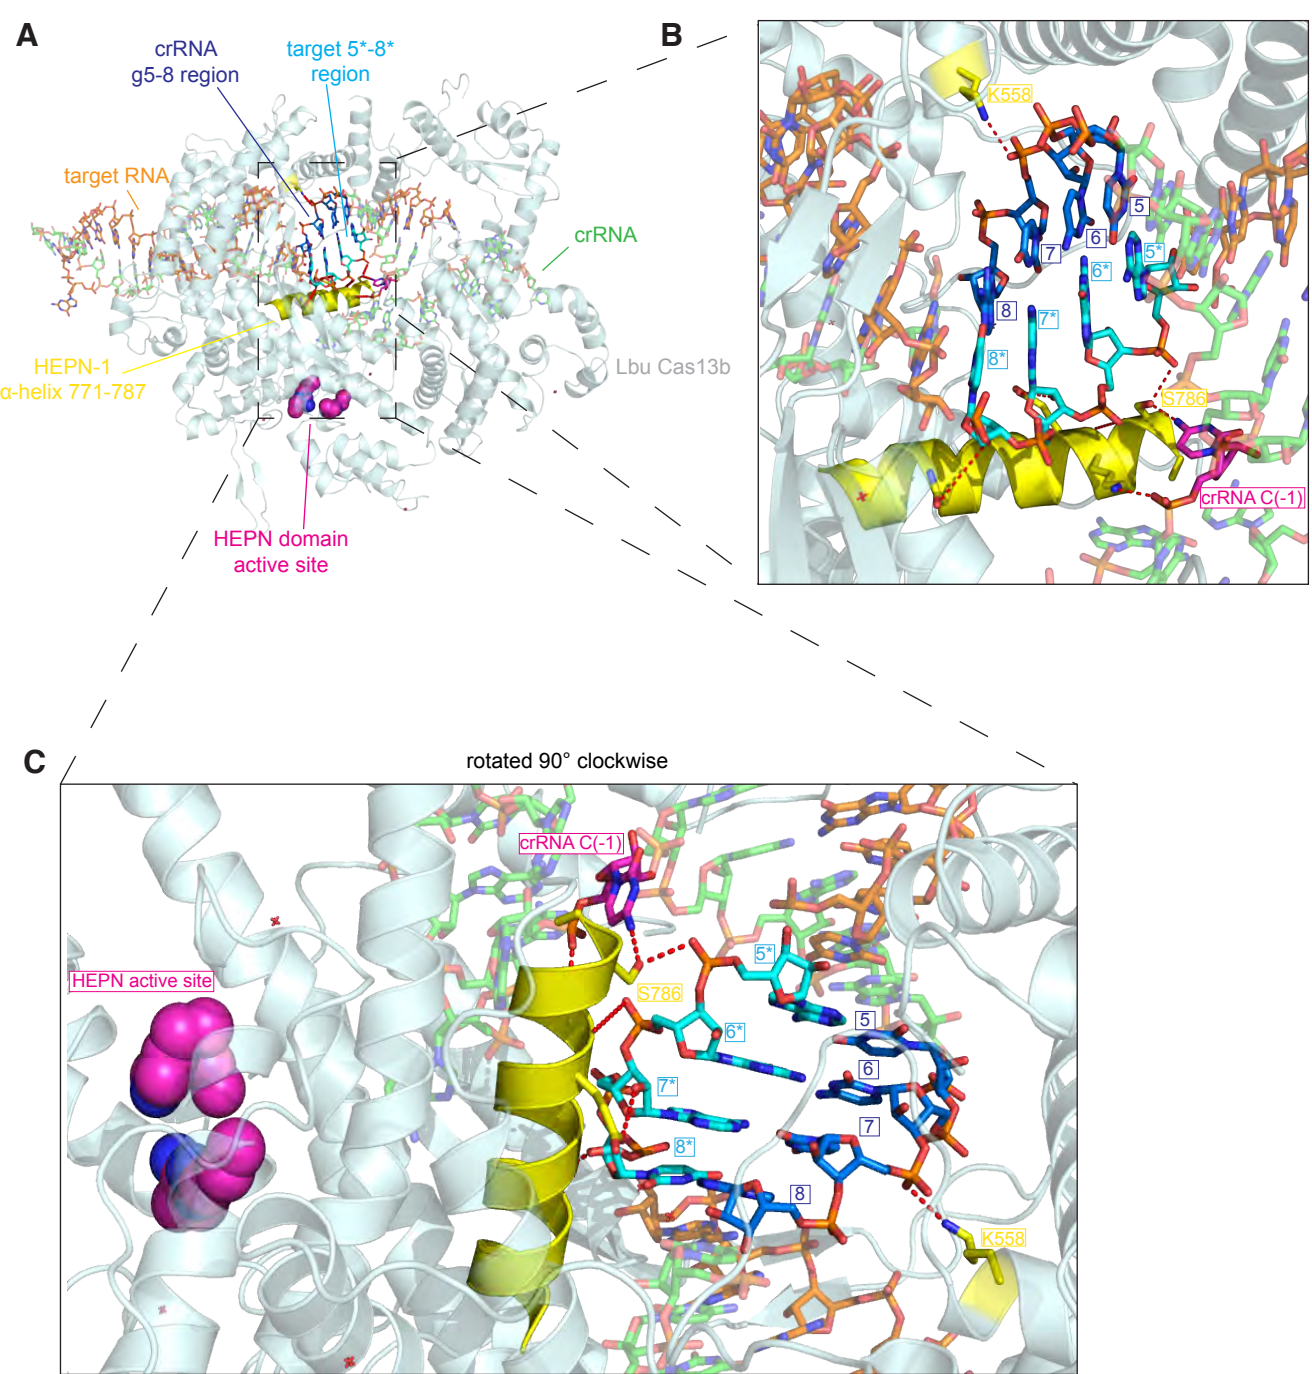 A
crRNA
g5-8 region
target 5*-8*
region
target RNA
crRNA
HEPN-1
α-helix 771-787
Lbu Cas13b
HEPN domain
active site
B
K558
5
6
7
5*
6*
8
7*
8*
S786
crRNA C(-1)
C
rotated 90° clockwise
crRNA C(-1)
HEPN active site
5*
S786
5
6*
6
7*
7
8*
8
K558